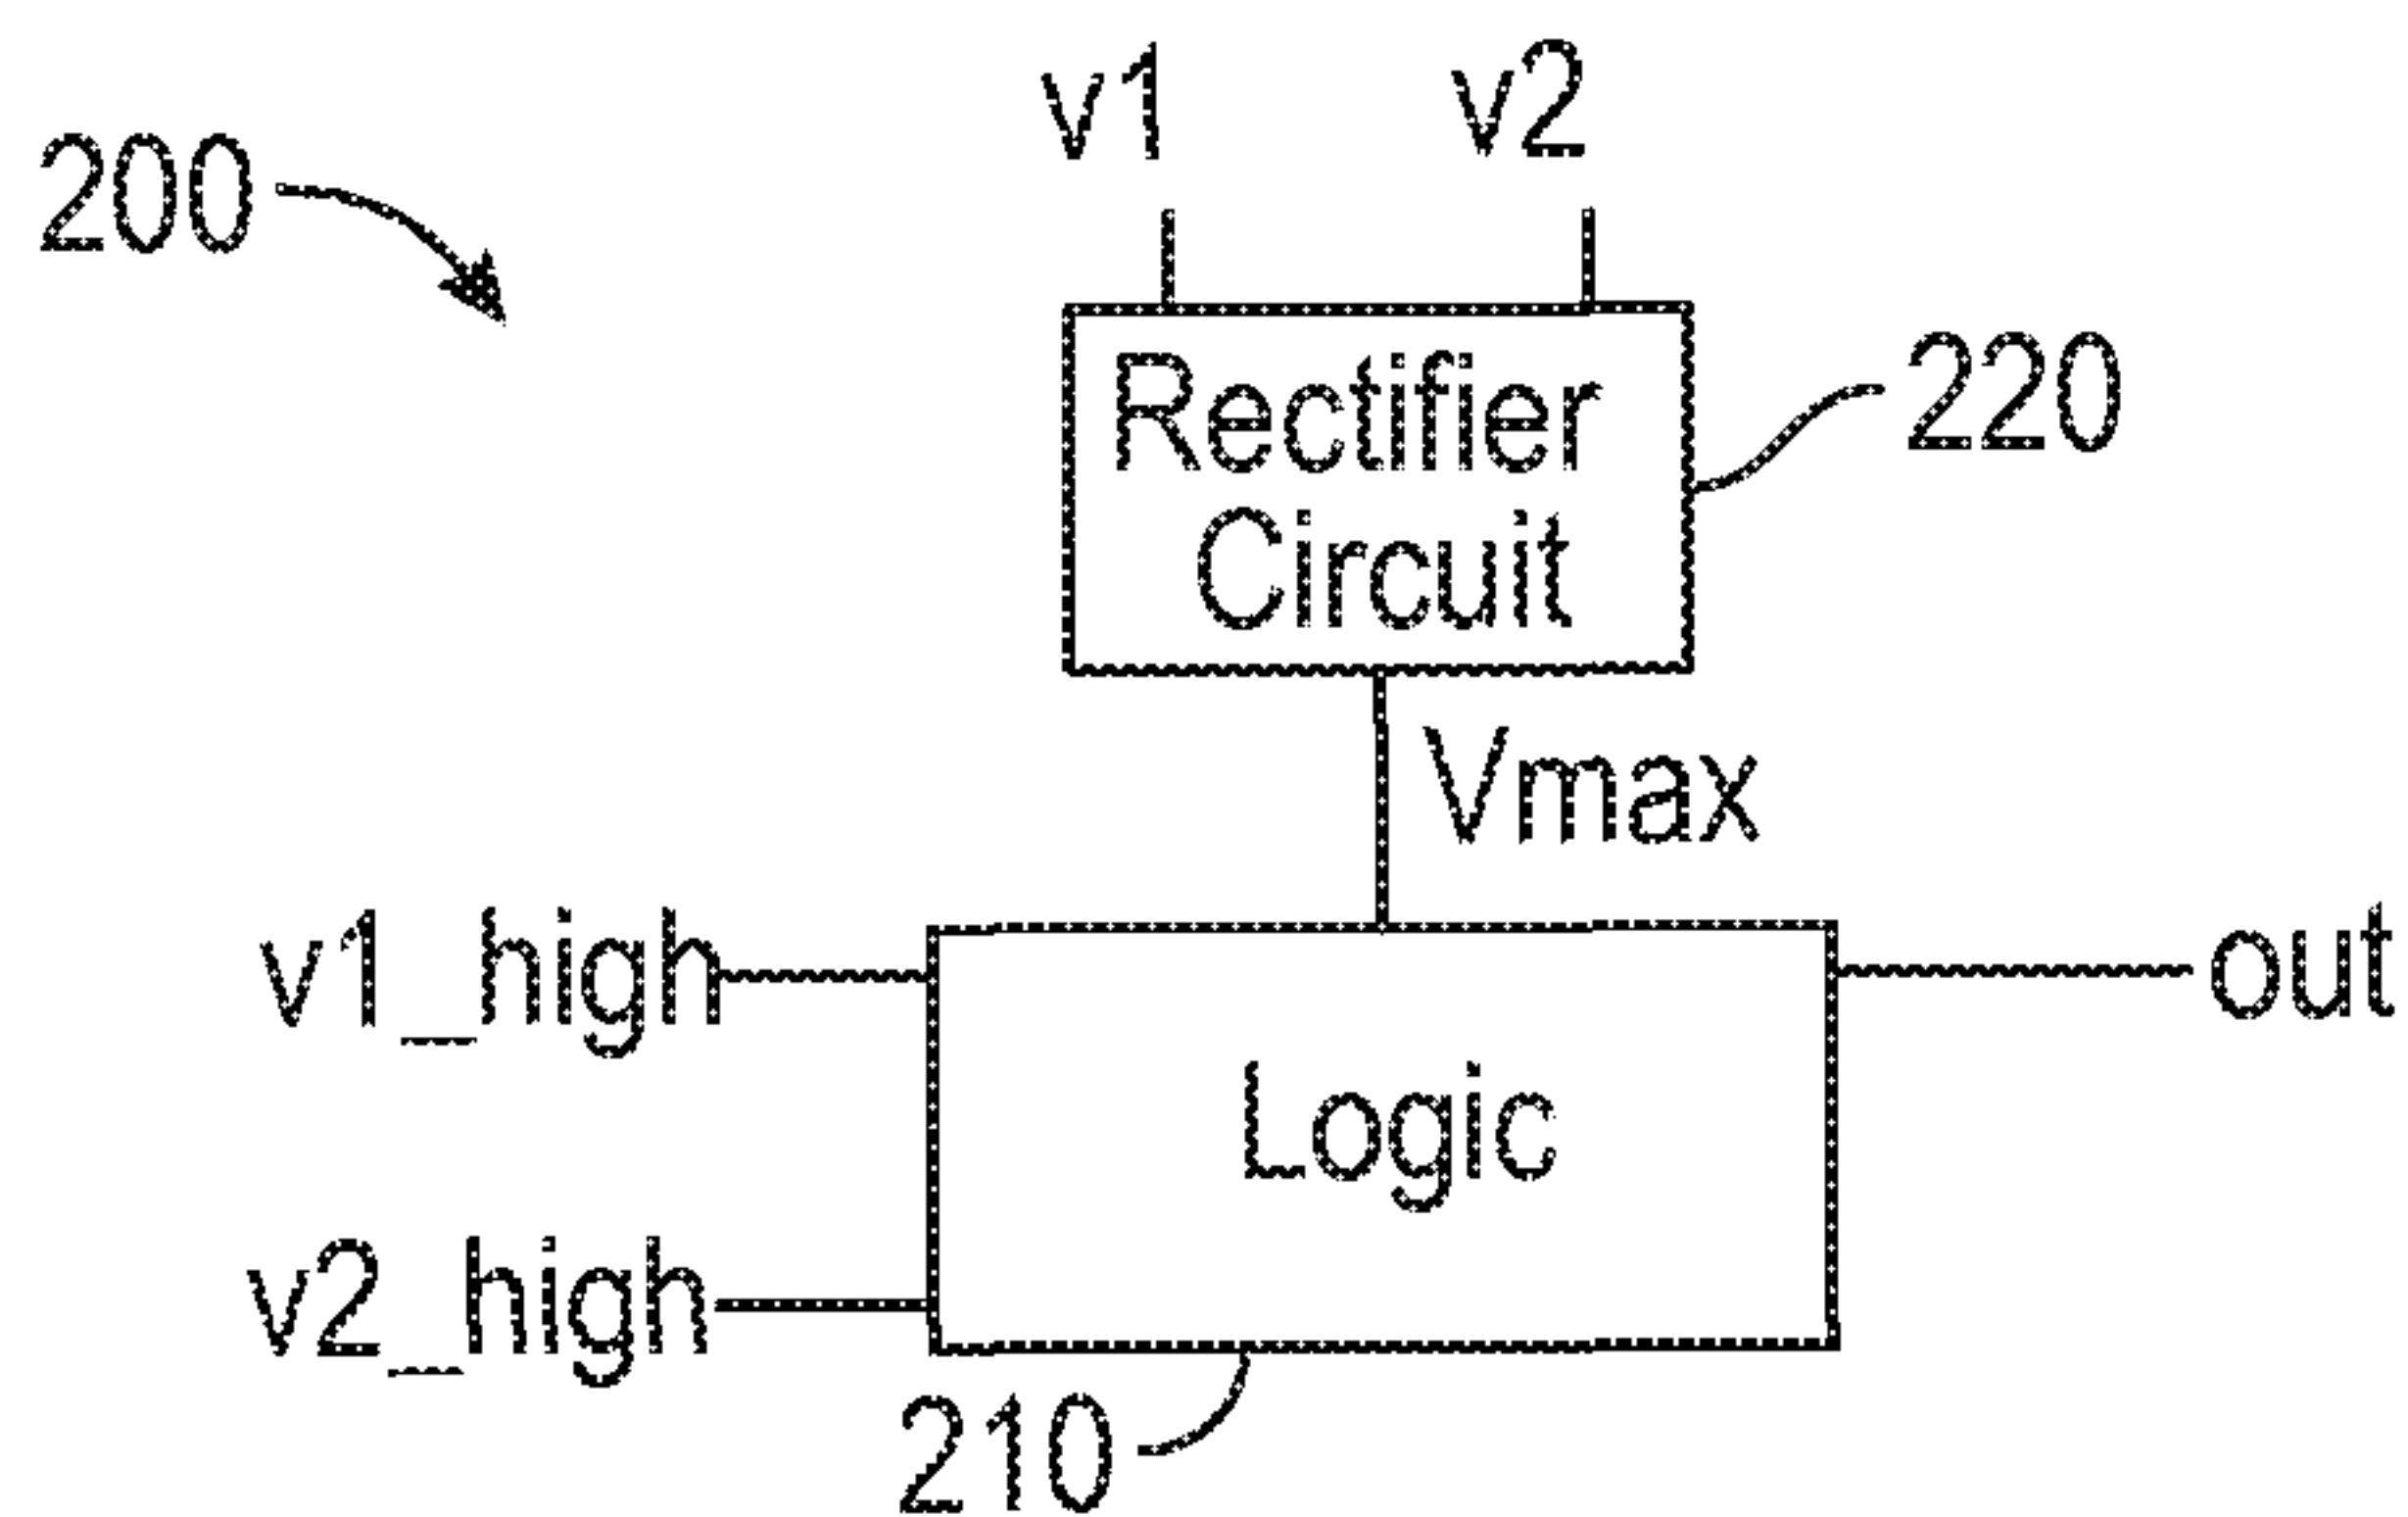 v1 v2
200
Rectifier
Circuit
220
Vmax
v1_high
out
Logic
v2_high
210